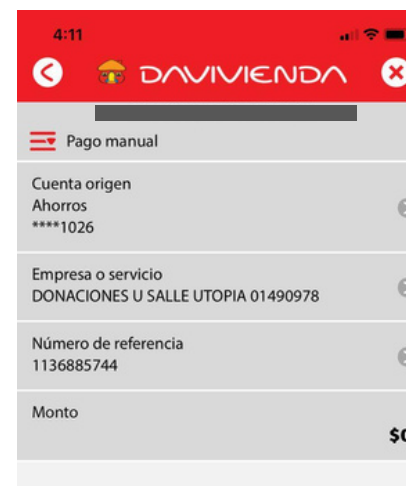 4:11
DAVIVIENDA
Pago manual
Cuenta origen
Ahorros
****1026
Empresa o servicio
DONACIONES U SALLE UTOPIA 01490978
Número de referencia
1136885744
Monto
$0